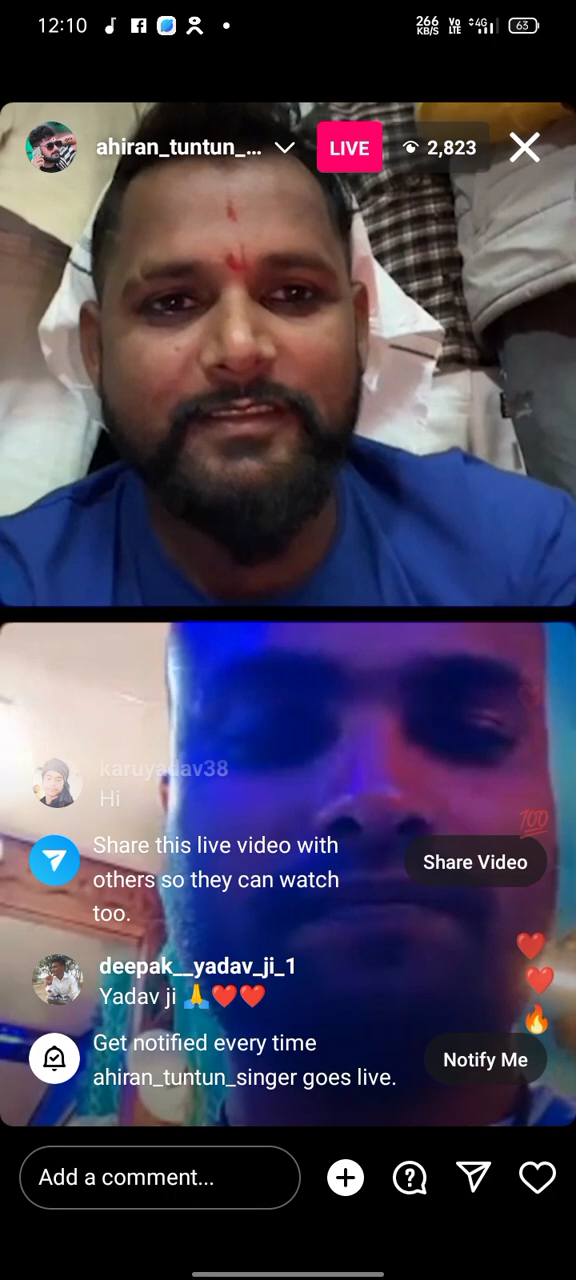 12:10
266
KB/S
Vo
LTE
4G
63
ahiran_tuntun_...
LIVE
2,823
karuyadav38
Hi
💯
Share this live video with
others so they can watch
too.
Share Video
deepak__yadav_ji_1
Yadav ji 🙏❤️❤️
Get notified every time
ahiran_tuntun_singer goes live.
Notify Me
Add a comment...